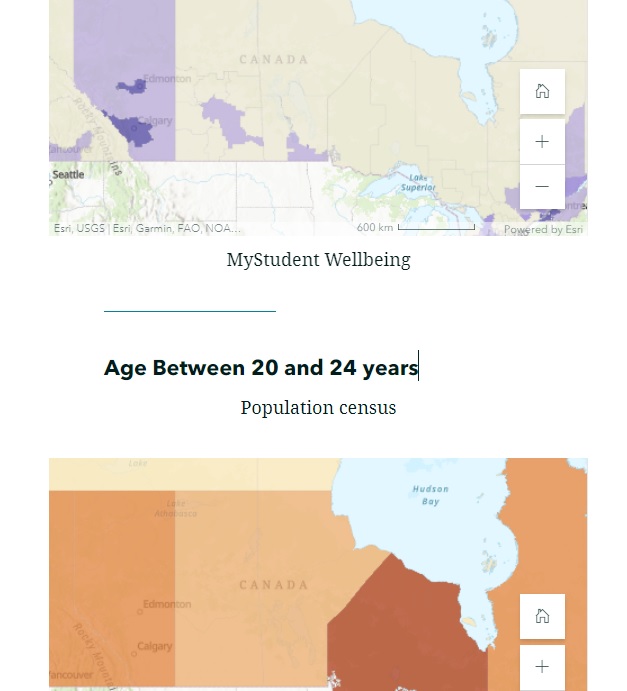 CANADA
Edmonton
Calgary
Rocky Mountains
Vancouver
Seattle
Lake
Superior
Esri, USGS | Esri, Garmin, FAO, NOA...
600 km
Powered by Esri
MyStudent Wellbeing
Age Between 20 and 24 years
Population census
Lake
Hudson
Bay
Lake
Athabasca
CANADA
Edmonton
Calgary
Rocky Mountains
Vancouver